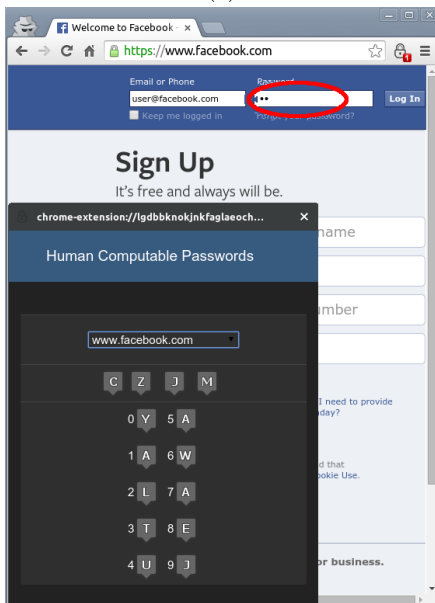 Welcome to Facebook -
https://www.facebook.com
Email or Phone Password
user@facebook.com Log In
Keep me logged in
Sign Up
It's free and always will be.
chrome-extension://lgdbbknokjnkfaglaeoch...
name
Human Computable Passwords
umber
www.facebook.com
C Z J M
I need to provide
day?
0 Y 5 A
1 A 6 W
d that
ookie Use.
2 L 7 A
3 T 8 E
or business.
4 U 9 J